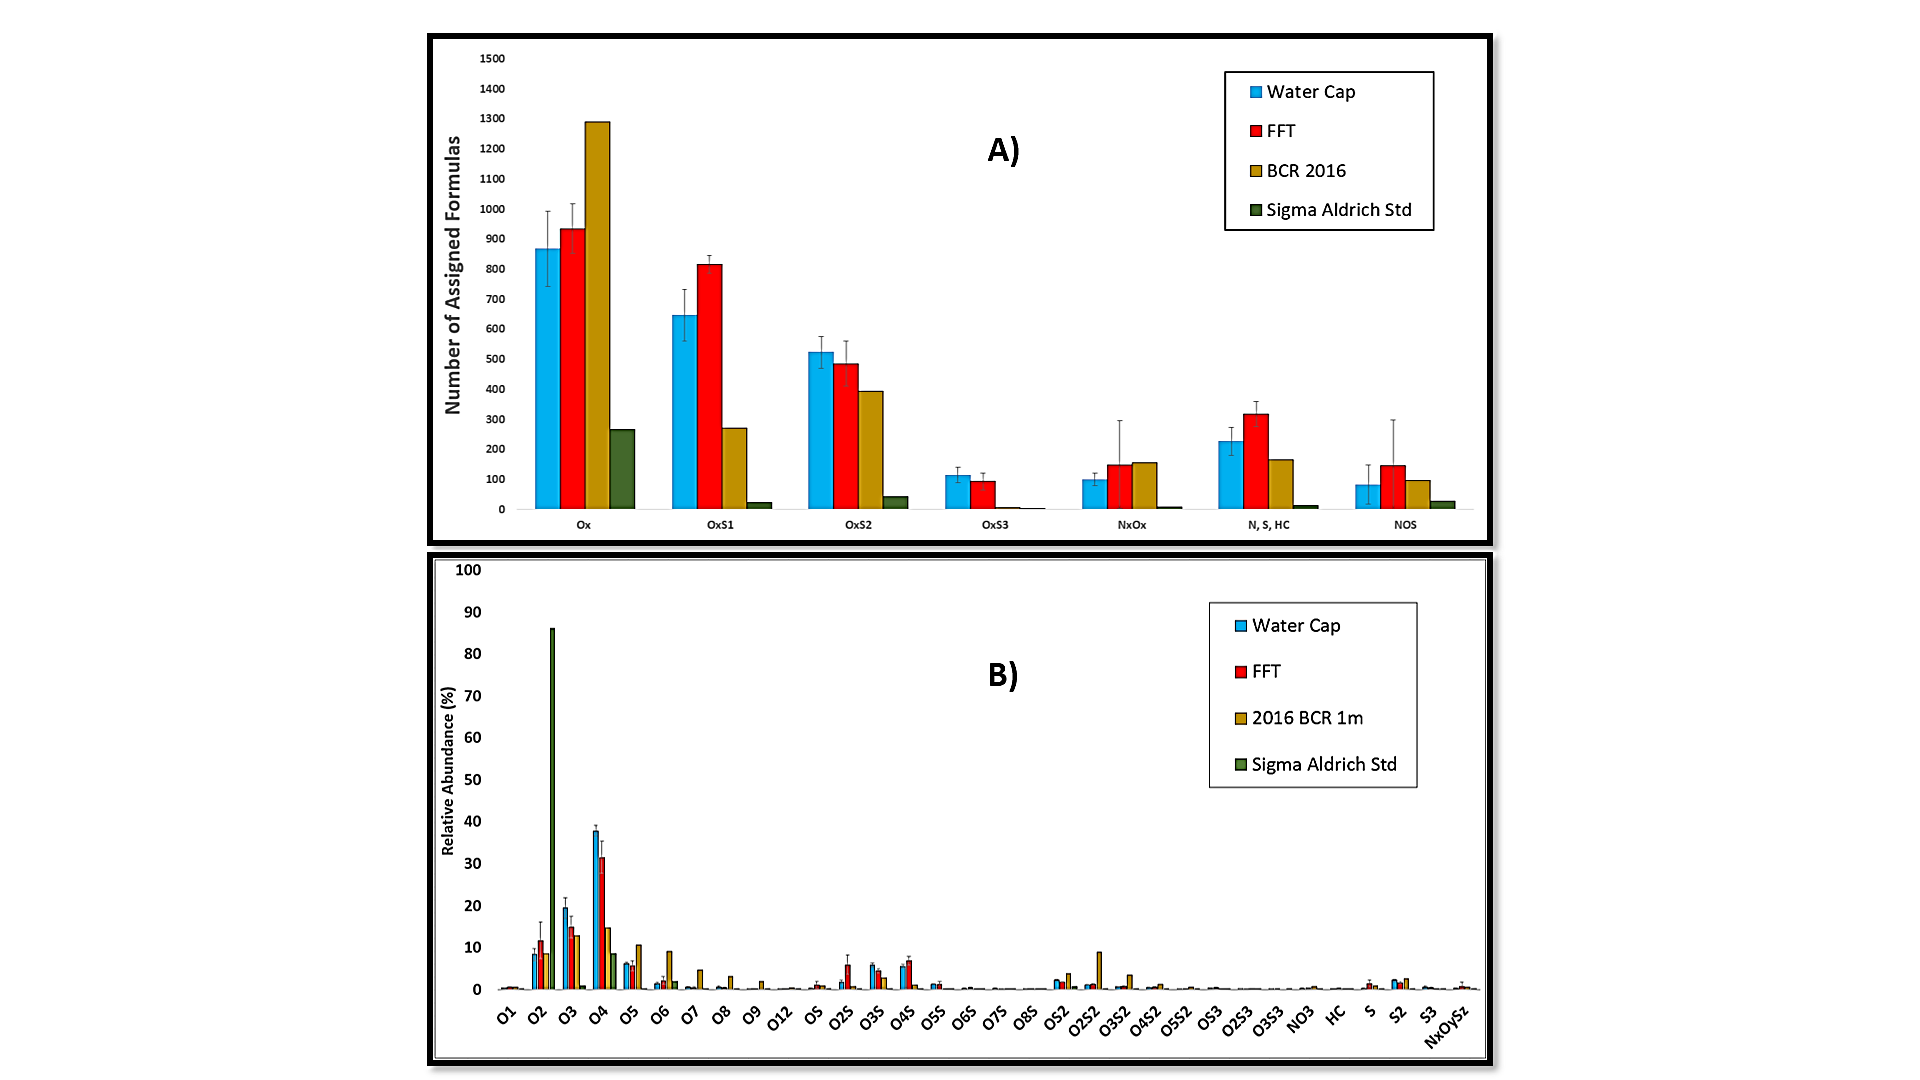 1500
1400
1300
1200
1100
1000
900
800
700
600
500
400
300
200
100
0
Number of Assigned Formulas
A)
Water Cap
FFT
BCR 2016
Sigma Aldrich Std
Ox
OxS1
OxS2
OxS3
NxOx
N, S, HC
NOS
100
90
80
70
60
50
40
30
20
10
0
Relative Abundance (%)
B)
Water Cap
FFT
2016 BCR 1m
Sigma Aldrich Std
O1
O2
O3
O4
O5
O6
O7
O8
O9
O12
OS
O2S
O3S
O4S
O5S
O6S
O7S
O8S
OS2
O2S2
O3S2
O4S2
O5S2
OS3
O2S3
O3S3
NO3
HC
S
S2
S3
NxOySz